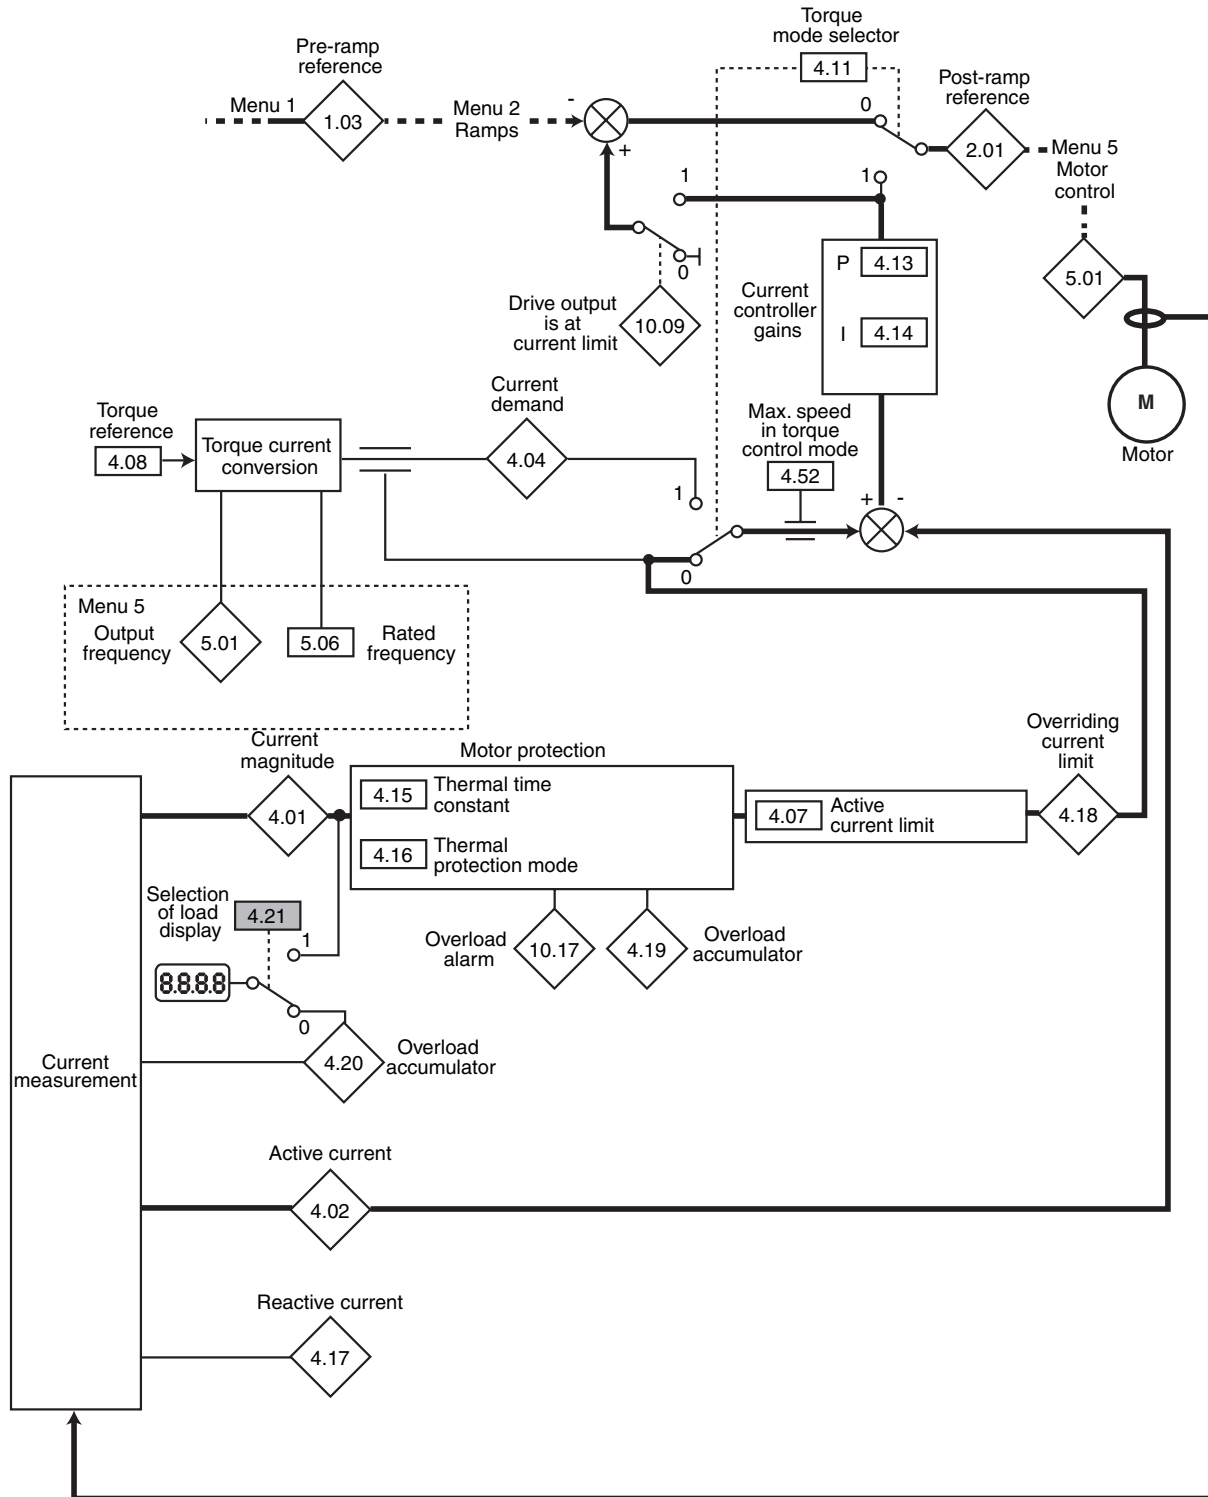 Torque
mode selector
4.11
Pre-ramp
reference
Menu 1
1.03
Menu 2
Ramps
-
+
0
Post-ramp
reference
2.01
Menu 5
Motor
control
1
1
0
P 4.13
I 4.14
Current
controller
gains
5.01
Drive output
is at
current limit
10.09
M
Motor
Current
demand
4.04
Torque
reference
4.08
Torque current
conversion
Max. speed
in torque
control mode
4.52
1
+ -
0
Menu 5
Output
frequency
5.01
5.06
Rated
frequency
Current
magnitude
4.01
Motor protection
4.15 Thermal time
constant
4.16 Thermal
protection mode
4.07 Active
current limit
Overriding
current
limit
4.18
Selection
of load
display
4.21
1
8.8.8.8
0
Overload
alarm
10.17
4.19
Overload
accumulator
Current
measurement
4.20
Overload
accumulator
Active current
4.02
Reactive current
4.17